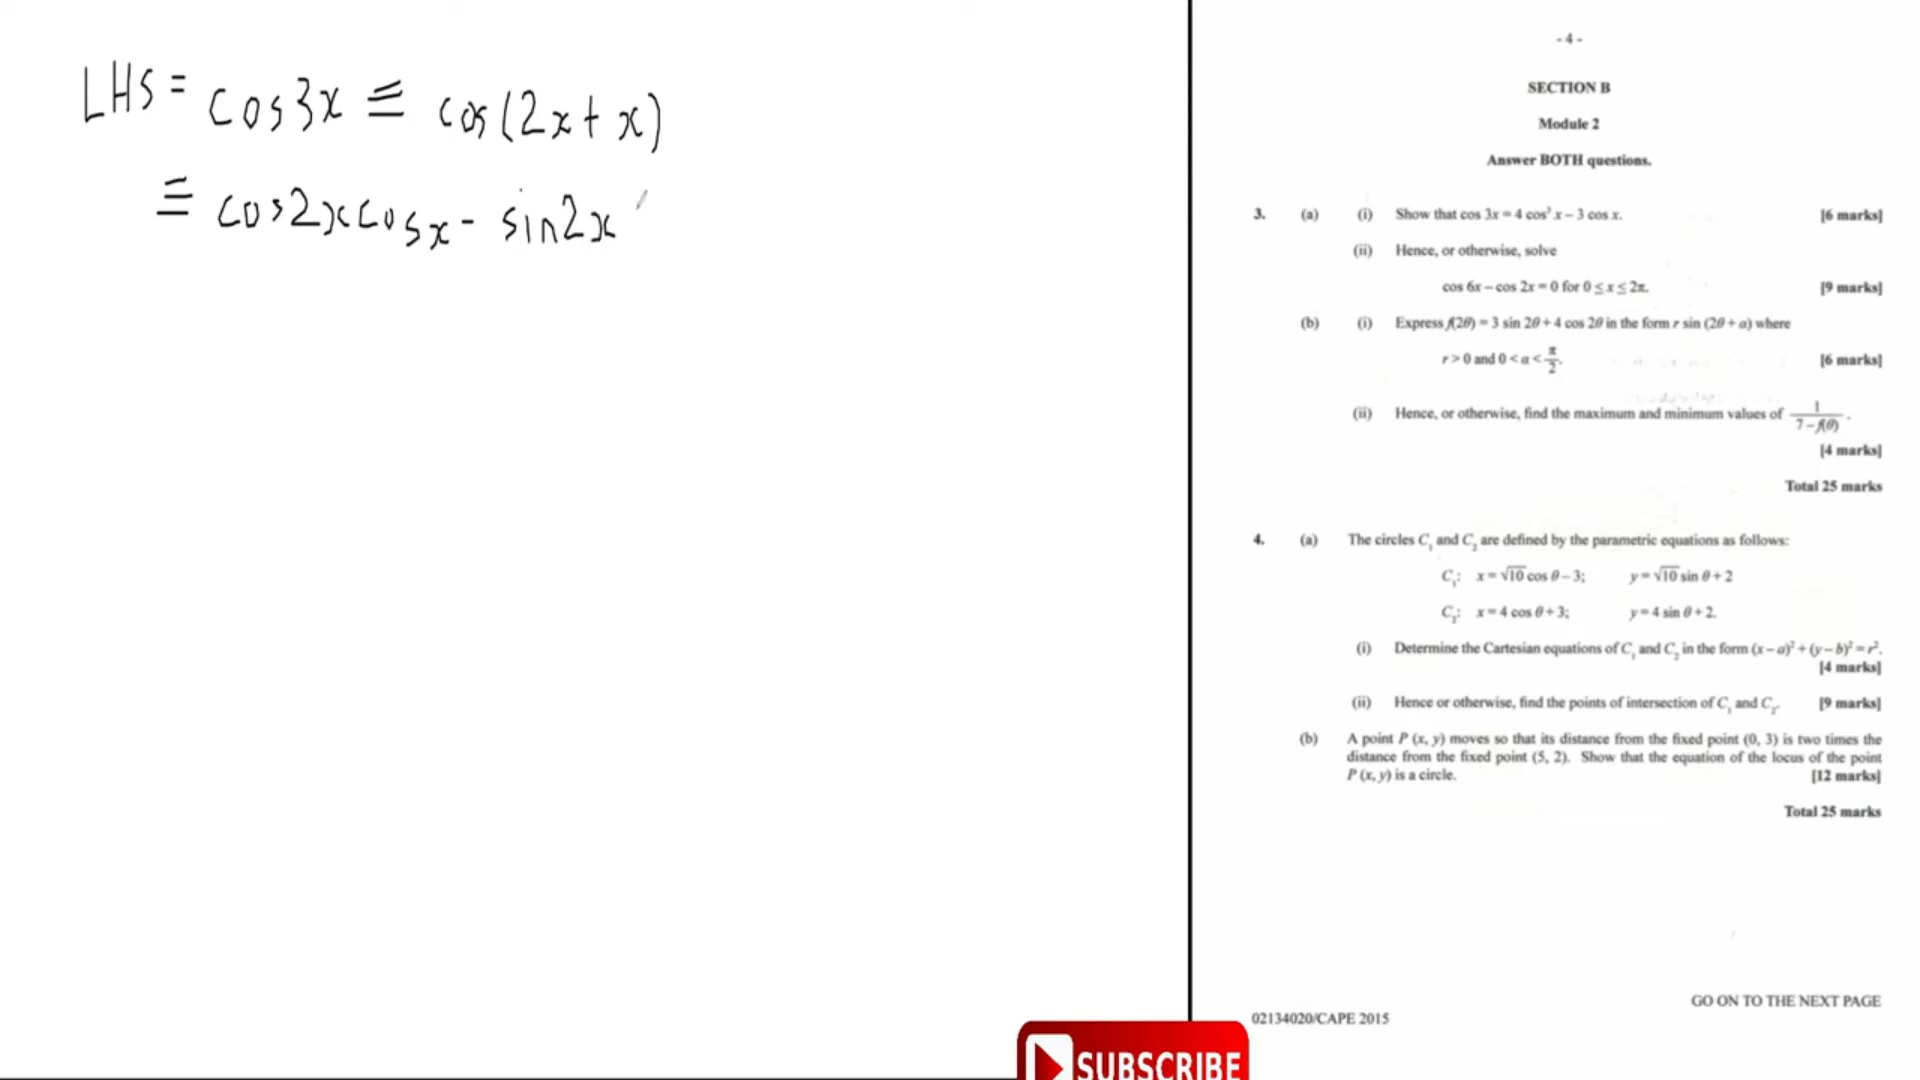 LHS = cos3x ≡ cos(2x + x)
≡ cos2x cosx - sin2x
- 4 -
SECTION B
Module 2
Answer BOTH questions.
3. (a) (i) Show that cos 3x = 4 cos³ x – 3 cos x. [6 marks]
(ii) Hence, or otherwise, solve
cos 6x – cos 2x = 0 for 0 ≤ x ≤ 2π. [9 marks]
(b) (i) Express f(2θ) = 3 sin 2θ + 4 cos 2θ in the form r sin (2θ + α) where
r > 0 and 0 < α < π/2. [6 marks]
(ii) Hence, or otherwise, find the maximum and minimum values of 1/(7 – f(θ)).
[4 marks]
Total 25 marks
4. (a) The circles C₁ and C₂ are defined by the parametric equations as follows:
C₁: x = √10 cos θ – 3; y = √10 sin θ + 2
C₂: x = 4 cos θ + 3; y = 4 sin θ + 2.
(i) Determine the Cartesian equations of C₁ and C₂ in the form (x – a)² + (y – b)² = r².
[4 marks]
(ii) Hence or otherwise, find the points of intersection of C₁ and C₂. [9 marks]
(b) A point P (x, y) moves so that its distance from the fixed point (0, 3) is two times the
distance from the fixed point (5, 2). Show that the equation of the locus of the point
P (x, y) is a circle. [12 marks]
Total 25 marks
GO ON TO THE NEXT PAGE
02134020/CAPE 2015
SUBSCRIBE